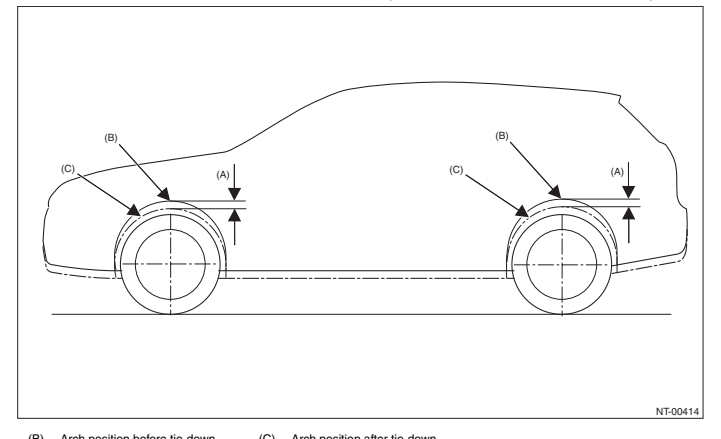 (B)
(C)
(A)
(B)
(C)
(A)
NT-00414
(B) Arch position before tie-down (C) Arch position after tie-down